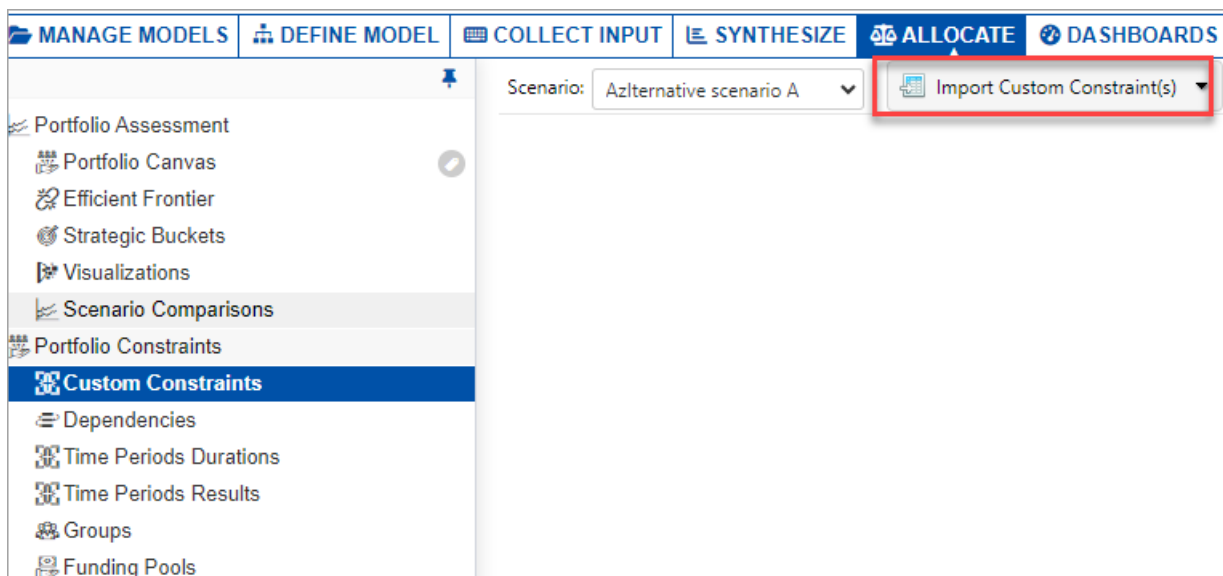 MANAGE MODELS DEFINE MODEL COLLECT INPUT SYNTHESIZE ALLOCATE DASHBOARDS
Scenario: Azlternative scenario A Import Custom Constraint(s)
Portfolio Assessment
Portfolio Canvas
Efficient Frontier
Strategic Buckets
Visualizations
Scenario Comparisons
Portfolio Constraints
Custom Constraints
Dependencies
Time Periods Durations
Time Periods Results
Groups
Funding Pools